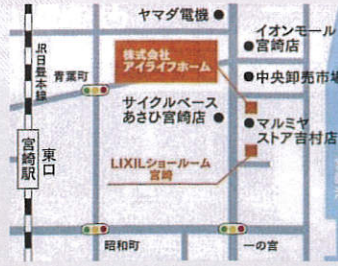 ヤマダ電機
イオンモール
宮崎店
JR日豊本線
株式会社
アイライフホーム
青葉町
中央卸売市場
サイクルベース
あさひ宮崎店
マルミヤ
ストア吉村店
宮崎駅
東口
LIXILショールーム
宮崎
昭和町
一の宮